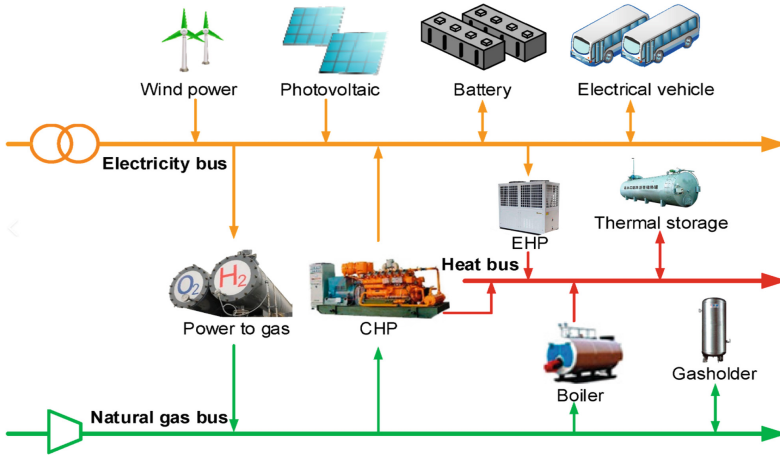 Wind power
Photovoltaic
Battery
Electrical vehicle
Electricity bus
EHP
Thermal storage
Heat bus
O2
H2
Power to gas
CHP
Boiler
Gasholder
Natural gas bus